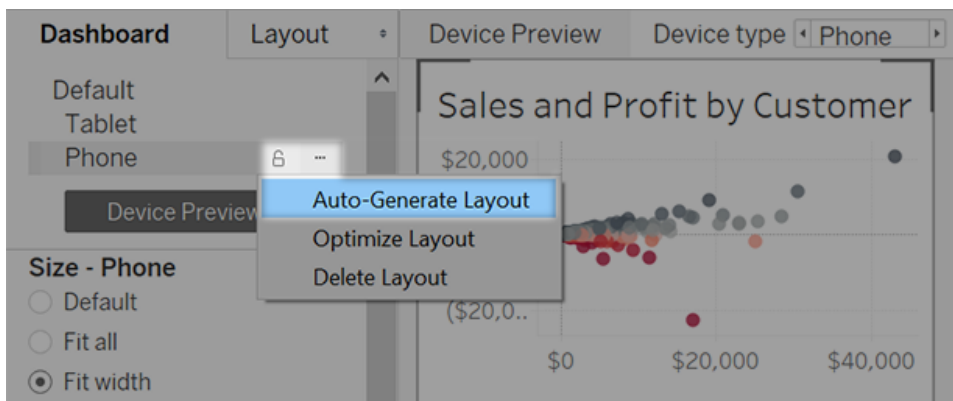 Dashboard Layout Device Preview Device type Phone
Default
Tablet
Phone
Device Preview
Auto-Generate Layout
Optimize Layout
Delete Layout
Size - Phone
Default
Fit all
Fit width
Sales and Profit by Customer
$20,000
($20,0..
$0 $20,000 $40,000